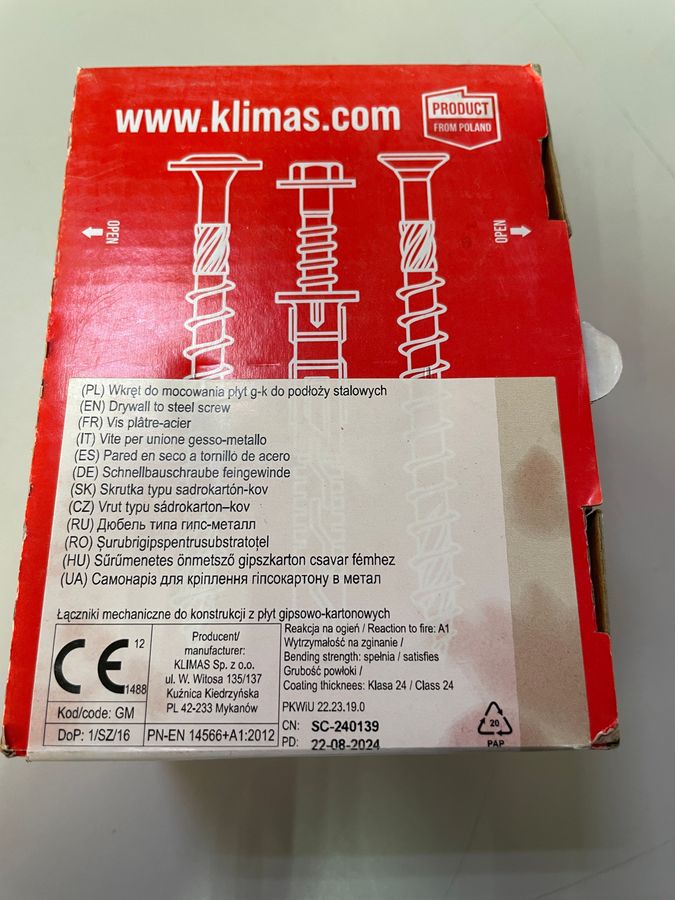 www.klimas.com
PRODUCT
FROM POLAND
OPEN
OPEN
(PL) Wkręt do mocowania płyt g-k do podłoży stalowych
(EN) Drywall to steel screw
(FR) Vis plâtre-acier
(IT) Vite per unione gesso-metallo
(ES) Pared en seco a tornillo de acero
(DE) Schnellbauschraube feingewinde
(SK) Skrutka typu sadrokartón-kov
(CZ) Vrut typu sádrokarton–kov
(RU) Дюбель типа гипс-металл
(RO) Şurubrigipspentrusubstratoţel
(HU) Sűrűmenetes önmetsző gipszkarton csavar fémhez
(UA) Самонаріз для кріплення гіпсокартону в метал
Łączniki mechaniczne do konstrukcji z płyt gipsowo-kartonowych
CE 12
1488
Kod/code: GM
DoP: 1/SZ/16
Producent/
manufacturer:
KLIMAS Sp. z o.o.
ul. W. Witosa 135/137
Kuźnica Kiedrzyńska
PL 42-233 Mykanów
PN-EN 14566+A1:2012
Reakcja na ogień / Reaction to fire: A1
Wytrzymałość na zginanie /
Bending strength: spełnia / satisfies
Grubość powłoki /
Coating thicknees: Klasa 24 / Class 24
PKWiU 22.23.19.0
CN: SC-240139
PD: 22-08-2024
20
PAP